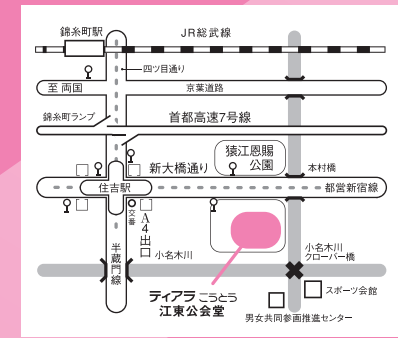 錦糸町駅
JR総武線
四ツ目通り
至 両国
京葉道路
錦糸町ランプ
首都高速7号線
猿江恩賜
公園
新大橋通り
本村橋
住吉駅
都営新宿線
交番
A4出口
半蔵門線
小名木川
小名木川
クローバー橋
ティアラ こうとう
江東公会堂
スポーツ会館
男女共同参画推進センター